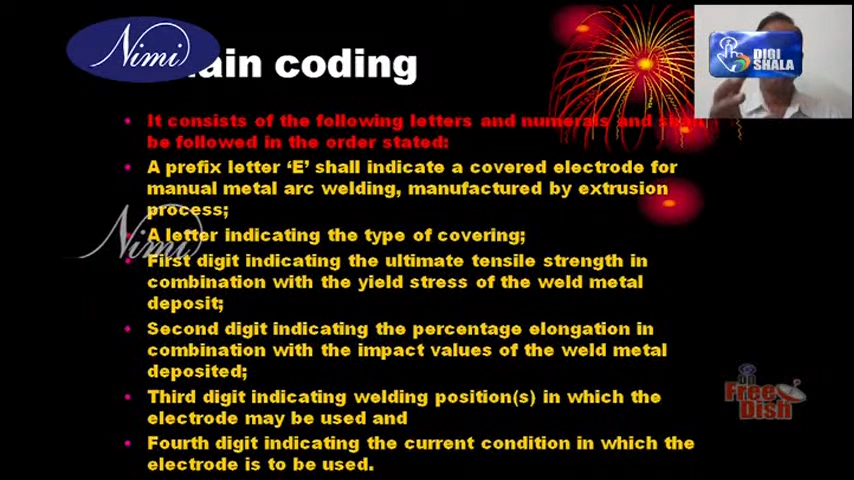 Nimi
ain coding
DIGI
SHALA
• It consists of the following letters and numerals and shall
be followed in the order stated:
• A prefix letter ‘E’ shall indicate a covered electrode for
manual metal arc welding, manufactured by extrusion
process;
• A letter indicating the type of covering;
Nimi
• First digit indicating the ultimate tensile strength in
combination with the yield stress of the weld metal
deposit;
• Second digit indicating the percentage elongation in
combination with the impact values of the weld metal
deposited;
• Third digit indicating welding position(s) in which the
electrode may be used and
• Fourth digit indicating the current condition in which the
electrode is to be used.
Free
Dish